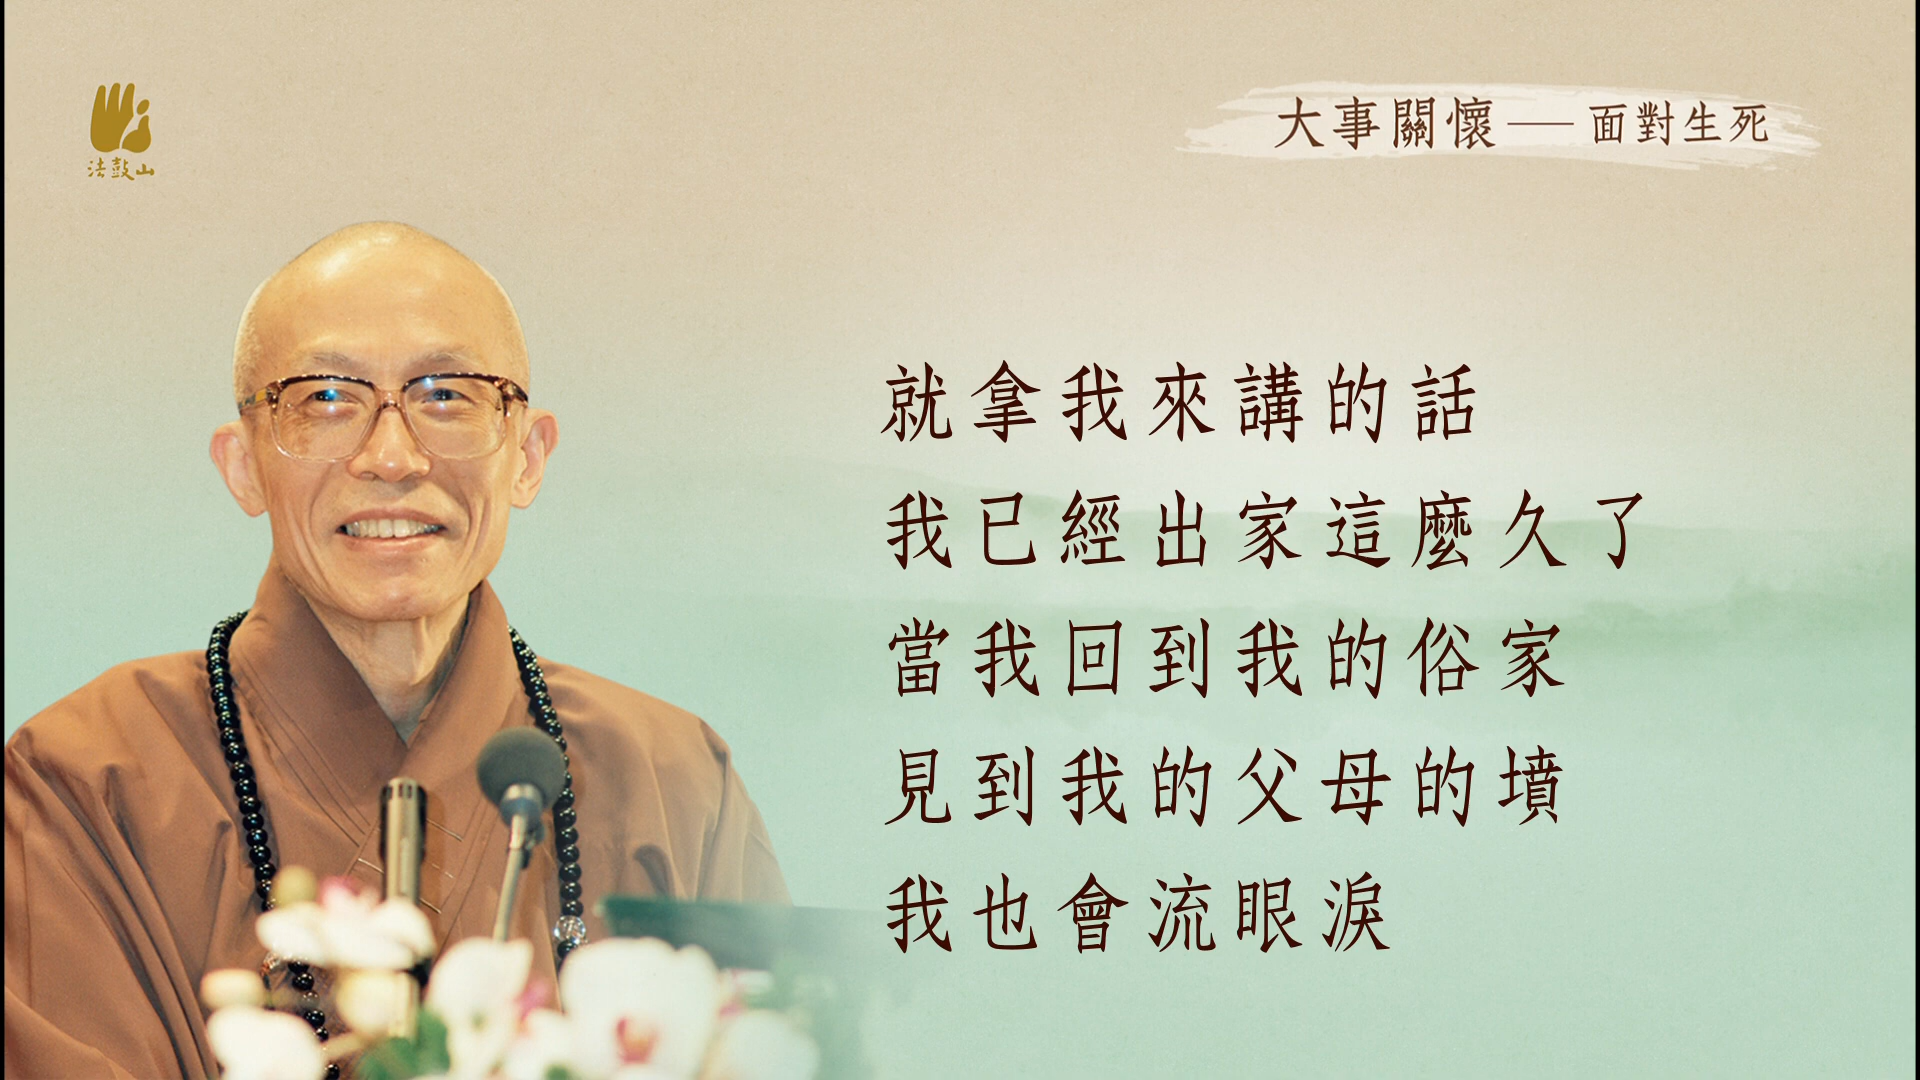 法鼓山
大事關懷——面對生死
就拿我來講的話
我已經出家這麼久了
當我回到我的俗家
見到我的父母的墳
我也會流眼淚